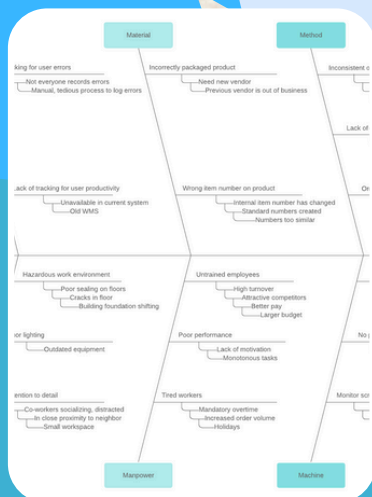 Material
Method
king for user errors
Not everyone records errors
Manual, tedious process to log errors
Incorrectly packaged product
Need new vendor
Previous vendor is out of business
Inconsistent
Lack of
Lack of tracking for user productivity
Unavailable in current system
Old WMS
Wrong item number on product
Internal item number has changed
Standard numbers created
Numbers too similar
Hazardous work environment
Poor sealing on floors
Cracks in floor
Building foundation shifting
Untrained employees
High turnover
Attractive competitors
Better pay
Larger budget
or lighting
Outdated equipment
Poor performance
Lack of motivation
Monotonous tasks
No
ention to detail
Co-workers socializing, distracted
In close proximity to neighbor
Small workspace
Tired workers
Mandatory overtime
Increased order volume
Holidays
Monitor
Manpower
Machine